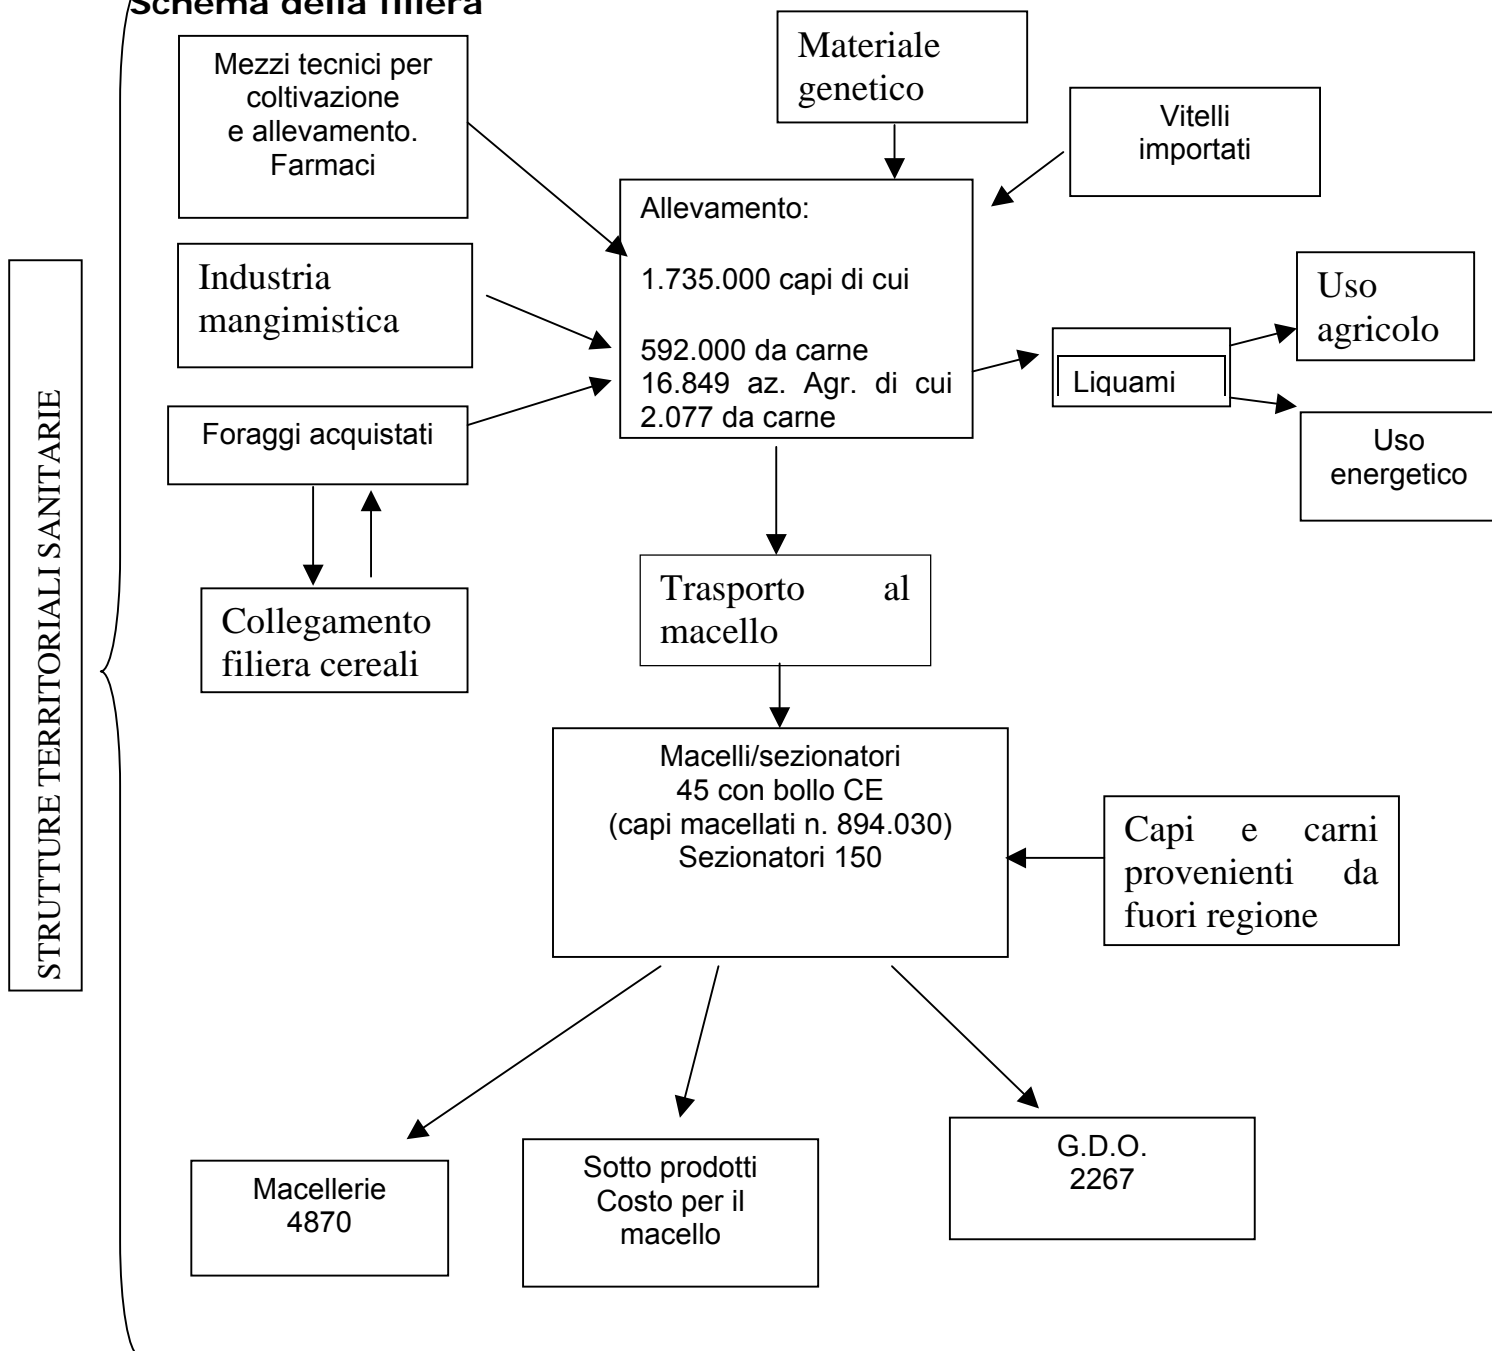 Schema della filiera
Mezzi tecnici per
coltivazione
e allevamento.
Farmaci
Materiale
genetico
Vitelli
importati
Industria
mangimistica
Allevamento:
1.735.000 capi di cui
592.000 da carne
16.849 az. Agr. di cui
2.077 da carne
Uso
agricolo
Liquami
Foraggi acquistati
Uso
energetico
STRUTTURE TERRITORIALI SANITARIE
Collegamento
filiera cereali
Trasporto al
macello
Macelli/sezionatori
45 con bollo CE
(capi macellati n. 894.030)
Sezionatori 150
Capi e carni
provenienti da
fuori regione
Macellerie
4870
Sotto prodotti
Costo per il
macello
G.D.O.
2267